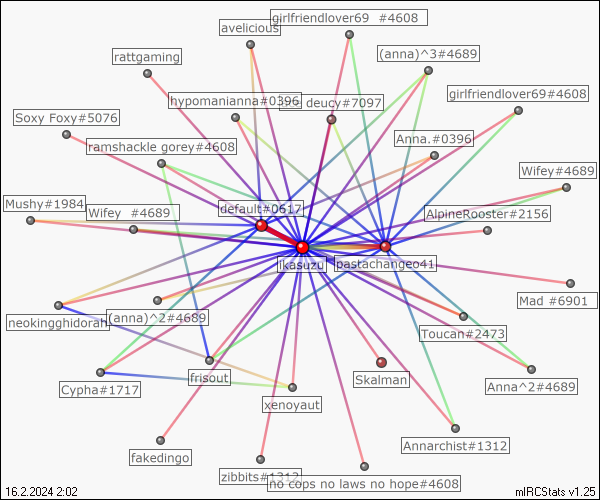 girlfriendlover69 #4608
avelicious
(anna)^3#4689
rattgaming
girlfriendlover69#4608
hypomanianna#0396
deucy#7097
Soxy Foxy#5076
Anna.#0396
ramshackle gorey#4608
Wifey#4689
Mushy#1984
default#0617
Wifey #4689
AlpineRooster#2156
ikasuzu
pastachangeo41
Mad #6901
neokingghidorah
(anna)^2#4689
Toucan#2473
frisout
Skalman
Cypha#1717
Anna^2#4689
xenoyaut
Annarchist#1312
fakedingo
zibbits#1312
no cops no laws no hope#4608
16.2.2024 2:02
mIRCStats v1.25